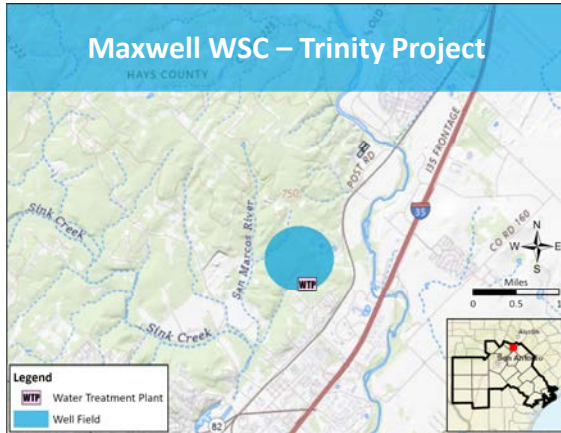 Maxwell WSC – Trinity Project
HAYS COUNTY
OLD
I35 FRONTAGE
POST RD
750
35
Sink Creek
San Marcos River
CO RD 160
N
W E
S
Miles
0 0.5 1
WTP
Sink Creek
Austin
San Antonio
Legend
WTP Water Treatment Plant
Well Field
82